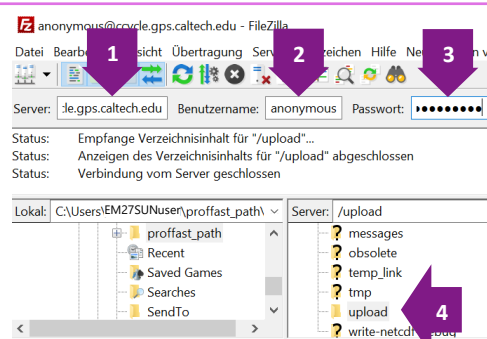 anonymous@ccycle.gps.caltech.edu - FileZilla
Datei Bearbe sicht Übertragung Ser eichen Hilfe Ne
1 2 3
Server: :le.gps.caltech.edu Benutzername: anonymous Passwort: •••••••••
Status: Empfange Verzeichnisinhalt für "/upload"...
Status: Anzeigen des Verzeichnisinhalts für "/upload" abgeschlossen
Status: Verbindung vom Server geschlossen
Lokal: C:\Users\EM27SUNuser\proffast_path\ Server: /upload
proffast_path ? messages
Recent ? obsolete
Saved Games ? temp_link
Searches ? tmp
SendTo upload 4
? write-netcdf